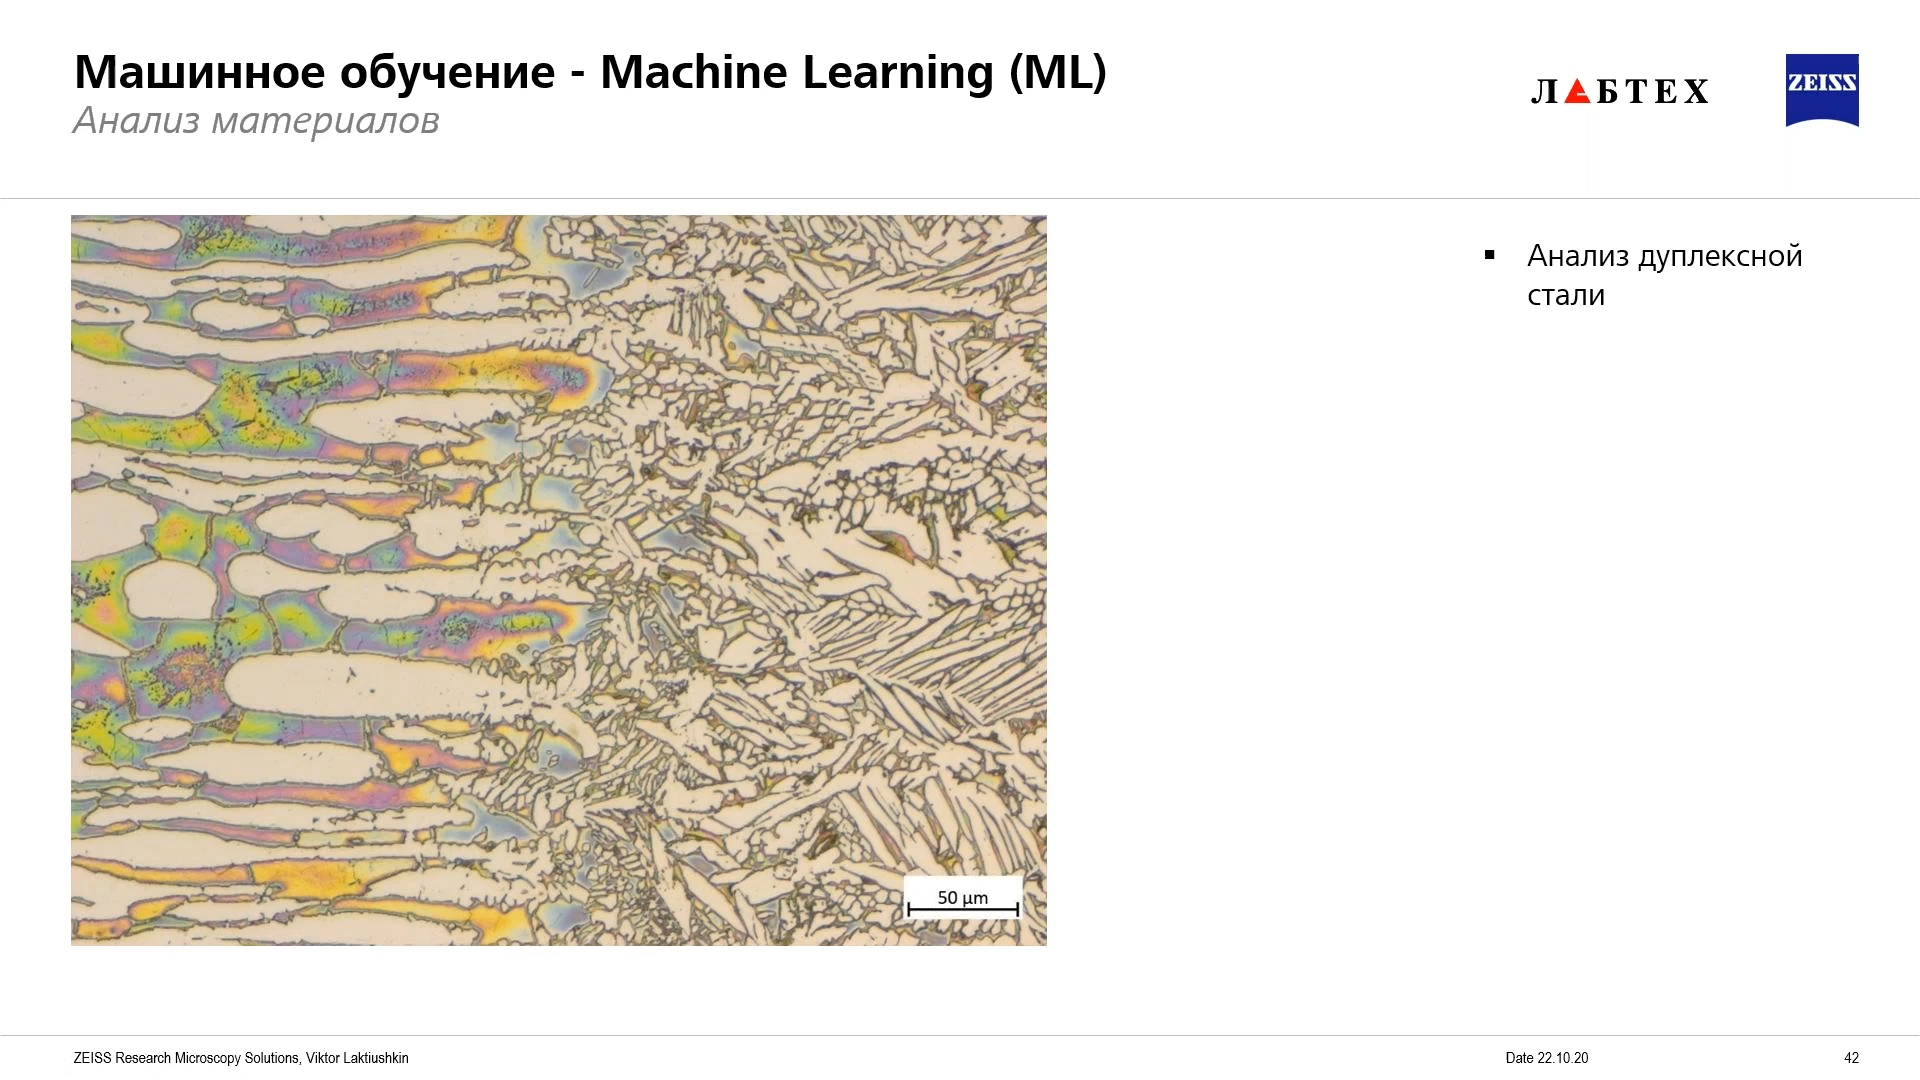 Машинное обучение - Machine Learning (ML)
Анализ материалов
ЛАБТЕХ
ZEISS
Анализ дуплексной
стали
50 µm
ZEISS Research Microscopy Solutions, Viktor Laktiushkin
Date 22.10.20
42